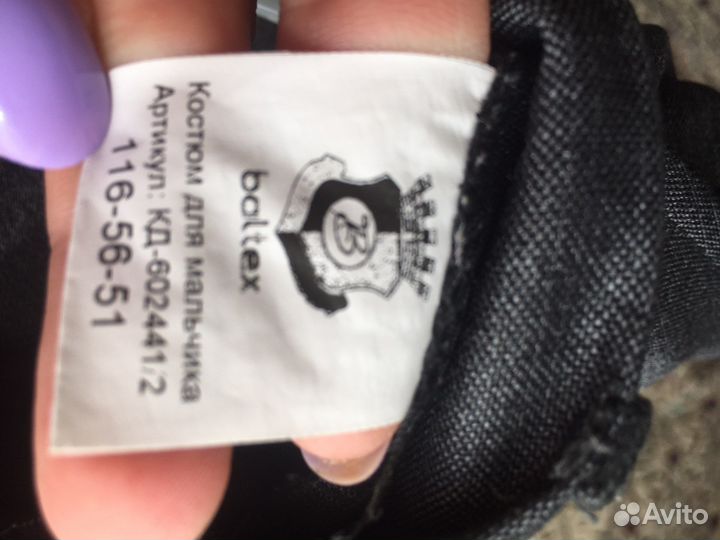 B
baltex
Костюм для мальчика
Артикул: КД-602441/2
116-56-51
Avito